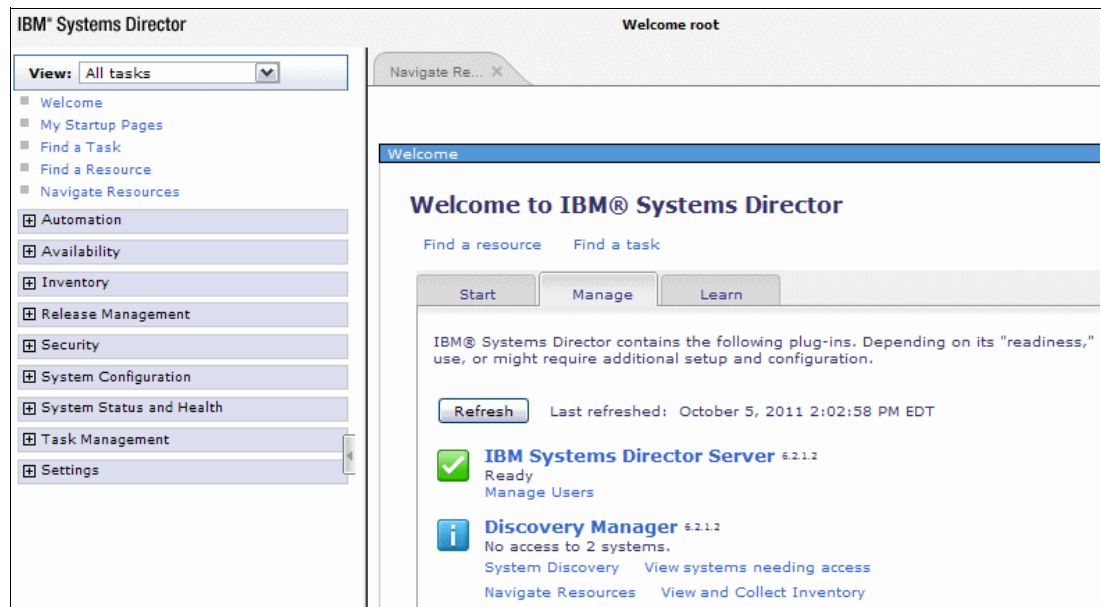 IBM® Systems Director
Welcome root
View: All tasks
Welcome
My Startup Pages
Find a Task
Find a Resource
Navigate Resources
Automation
Availability
Inventory
Release Management
Security
System Configuration
System Status and Health
Task Management
Settings
Navigate Re...
Welcome
Welcome to IBM® Systems Director
Find a resource Find a task
Start Manage Learn
IBM® Systems Director contains the following plug-ins. Depending on its "readiness,"
use, or might require additional setup and configuration.
Refresh Last refreshed: October 5, 2011 2:02:58 PM EDT
IBM Systems Director Server 6.2.1.2
Ready
Manage Users
Discovery Manager 6.2.1.2
No access to 2 systems.
System Discovery View systems needing access
Navigate Resources View and Collect Inventory